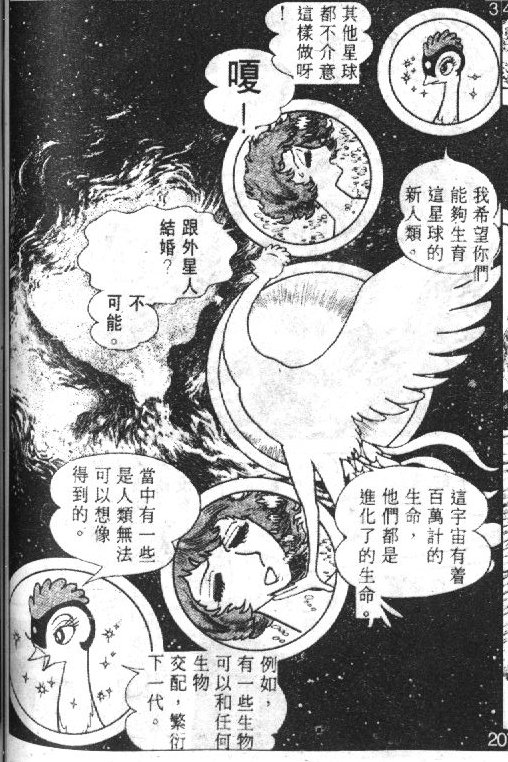 我希望你們
能夠生育
這星球的
新人類。
其他星球
都不介意
這樣做呀
！
嗄！
跟外星人
結婚？
不
可能。
這宇宙有着
百萬計的
生命，
他們都是
進化了的生命。
當中有一些
是人類無法
可以想像
得到的。
例如，
有一些生物
可以和任何
生物
交配，繁衍
下一代。
207